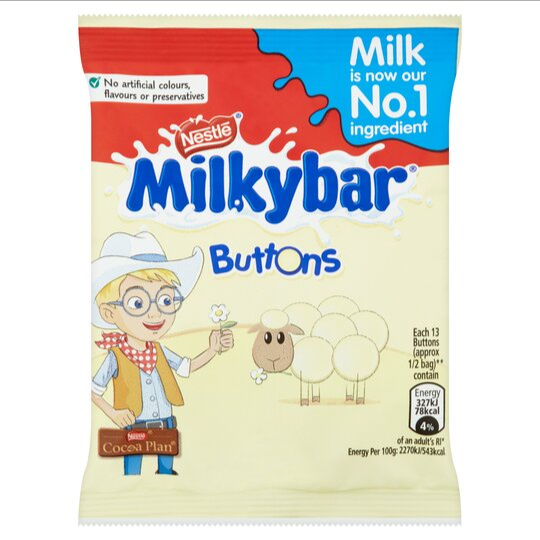 Milk
is now our
No.1
ingredient
No artificial colours,
flavours or preservatives
Nestlé®
Milkybar®
Buttons
Each 13
Buttons
(approx
1/2 bag)**
contain
Energy
327kJ
78kcal
4%
of an adult's RI*
Energy Per 100g: 2270kJ/543kcal
Nestlé
Cocoa Plan®